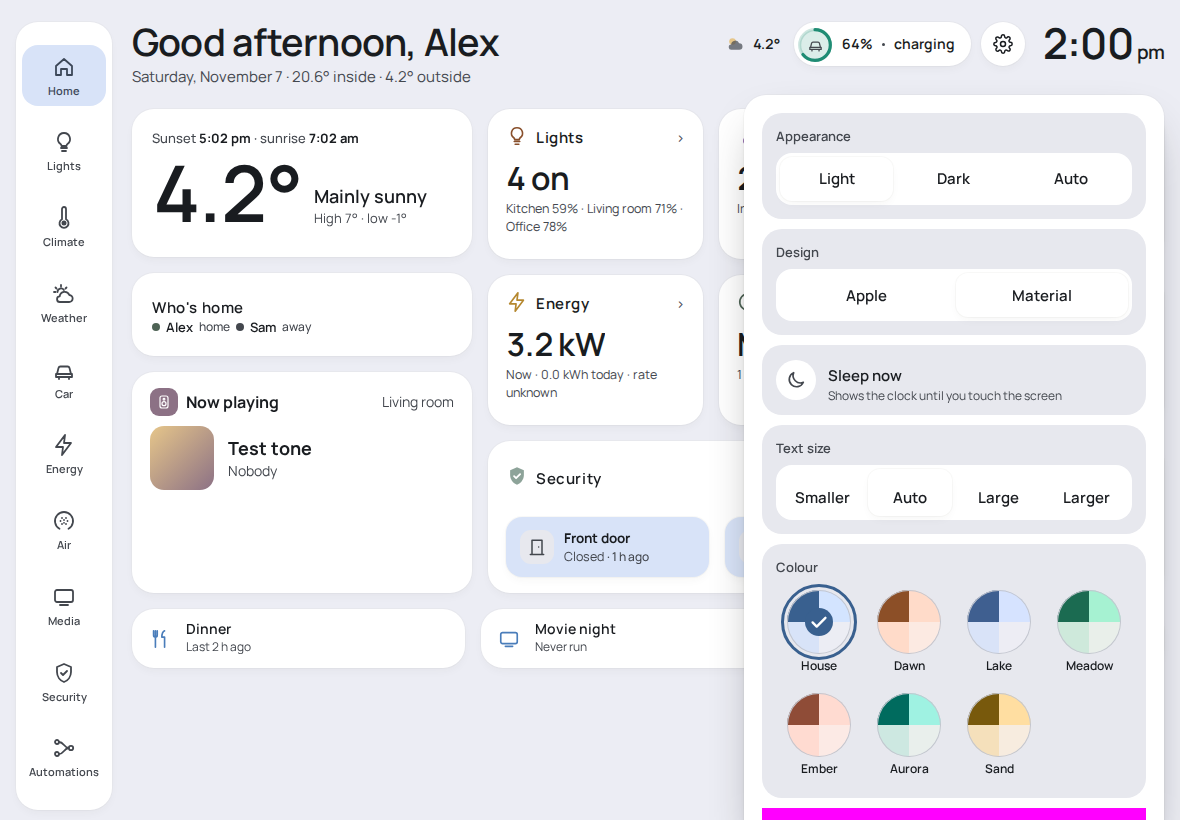 Good afternoon, Alex
Saturday, November 7 · 20.6° inside · 4.2° outside
4.2°
64% • charging
2:00 pm
Home
Lights
Climate
Weather
Car
Energy
Air
Media
Security
Automations
Sunset 5:02 pm · sunrise 7:02 am
4.2°
Mainly sunny
High 7° · low -1°
Who's home
Alex home Sam away
Now playing
Living room
Test tone
Nobody
Lights
4 on
Kitchen 59% · Living room 71% ·
Office 78%
Energy
3.2 kW
Now · 0.0 kWh today · rate
unknown
Security
Front door
Closed · 1 h ago
Dinner
Last 2 h ago
Movie night
Never run
Appearance
Light
Dark
Auto
Design
Apple
Material
Sleep now
Shows the clock until you touch the screen
Text size
Smaller
Auto
Large
Larger
Colour
House
Dawn
Lake
Meadow
Ember
Aurora
Sand